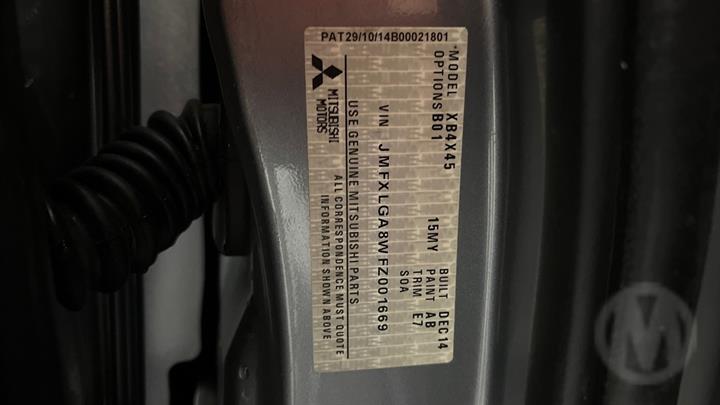 PAT29/10/14B00021801
*MODEL XB4X45
OPTIONS B01
15MY
BUILT DEC14
PAINT AB
TRIM E7
SOA
VIN JMFXLGA8WFZ001669
USE GENUINE MITSUBISHI PARTS
MITSUBISHI
MOTORS
ALL CORRESPONDENCE MUST QUOTE
INFORMATION SHOWN ABOVE
M